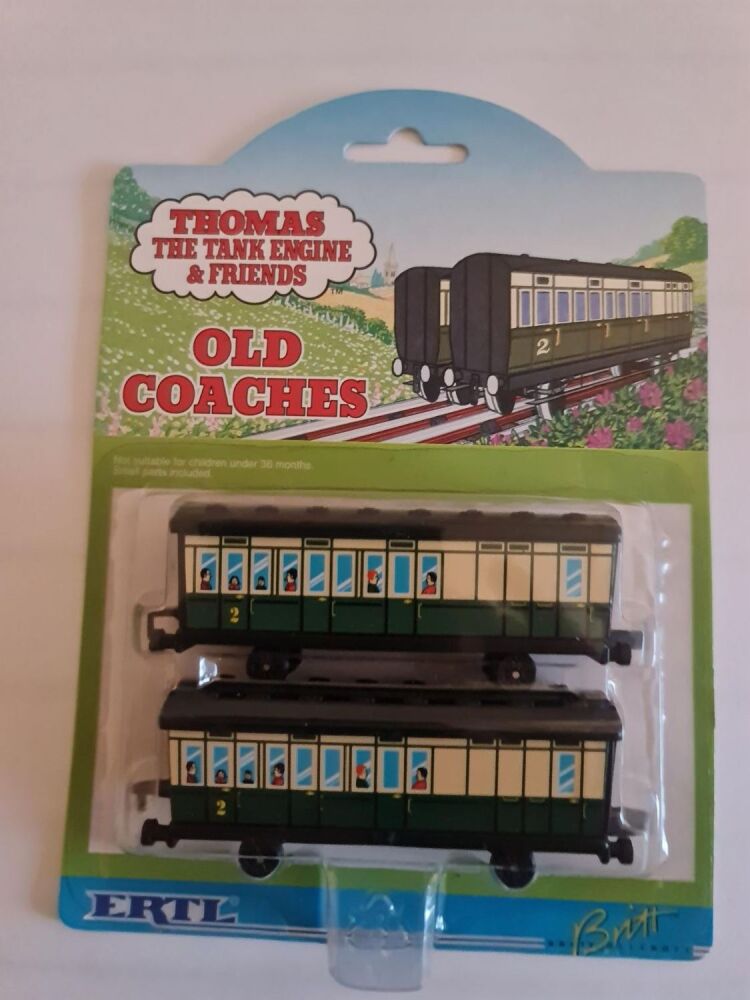 THOMAS
THE TANK ENGINE
& FRIENDS
TM
OLD
COACHES
2
Not suitable for children under 36 months.
Small parts included.
2
2
ERTL
Britt